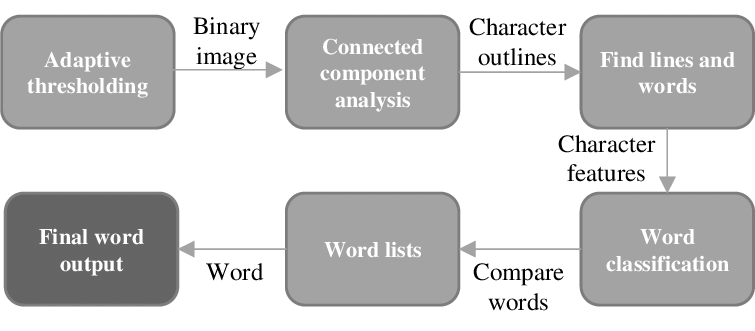 Adaptive
thresholding
Binary
image
Connected
component
analysis
Character
outlines
Find lines and
words
Character
features
Word
classification
Compare
words
Word lists
Word
Final word
output